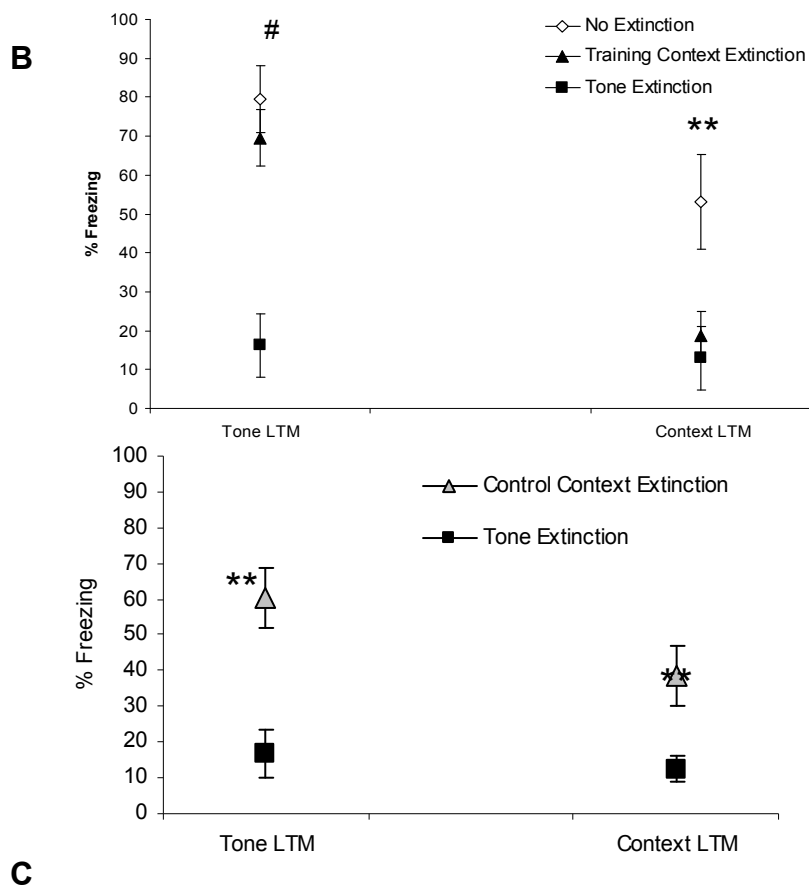 B
% Freezing
100
90
80
70
60
50
40
30
20
10
0
#
**
No Extinction
Training Context Extinction
Tone Extinction
Tone LTM
Context LTM
% Freezing
100
90
80
70
60
50
40
30
20
10
0
**
**
Control Context Extinction
Tone Extinction
Tone LTM
Context LTM
C